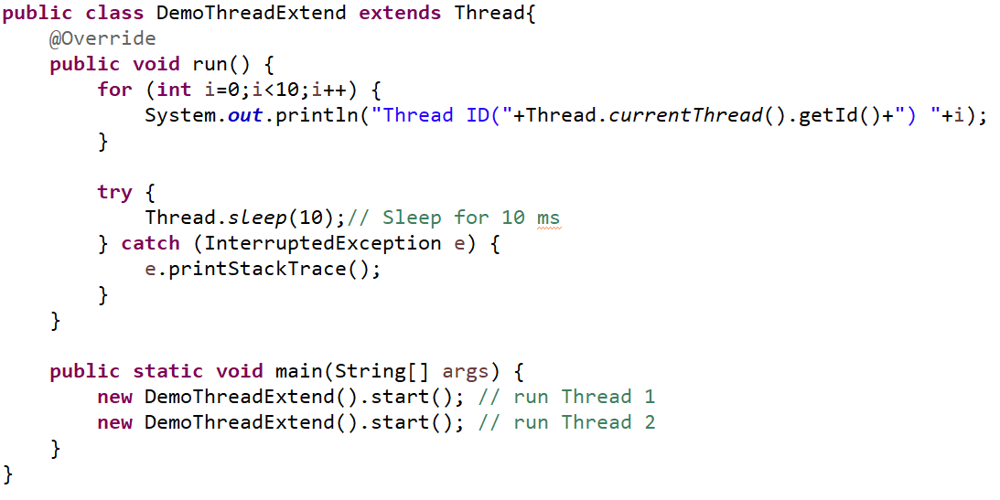 public class DemoThreadExtend extends Thread{
    @Override
    public void run() {
        for (int i=0;i<10;i++) {
            System.out.println("Thread ID("+Thread.currentThread().getId()+") "+i);
        }

        try {
            Thread.sleep(10);// Sleep for 10 ms
        } catch (InterruptedException e) {
            e.printStackTrace();
        }
    }

    public static void main(String[] args) {
        new DemoThreadExtend().start(); // run Thread 1
        new DemoThreadExtend().start(); // run Thread 2
    }
}